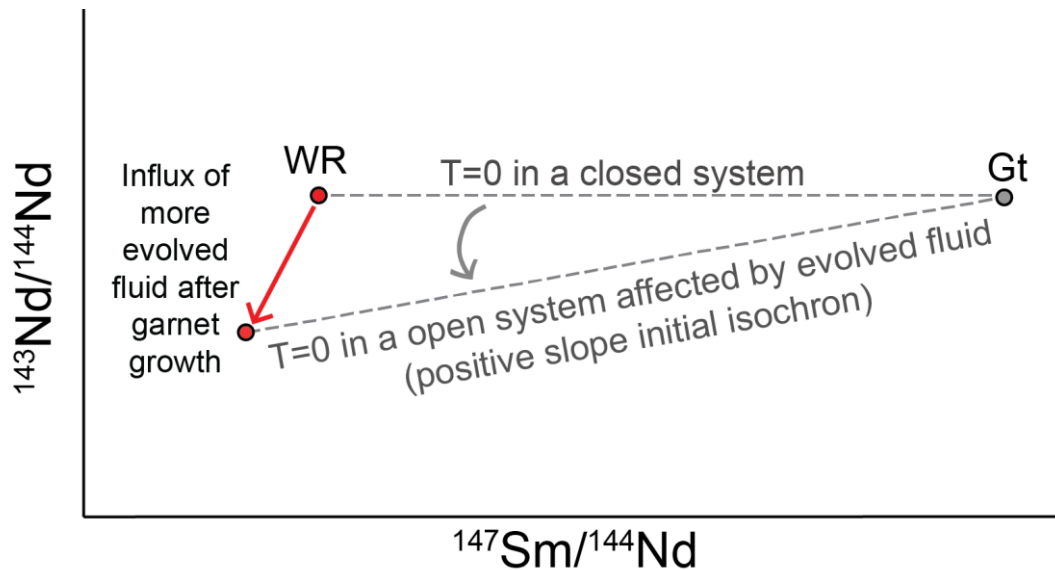 WR
T=0 in a closed system
Gt
Influx of
more
evolved
fluid after
garnet
growth
T=0 in a open system affected by evolved fluid
(positive slope initial isochron)
¹⁴³Nd/¹⁴⁴Nd
¹⁴⁷Sm/¹⁴⁴Nd